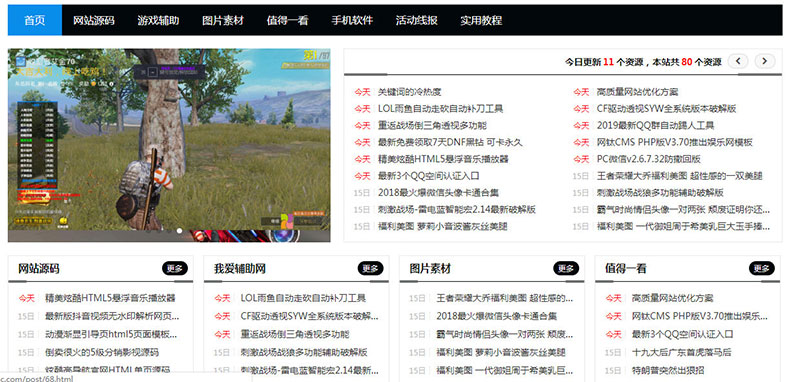 首页 网站源码 游戏辅助 图片素材 值得一看 手机软件 活动线报 实用教程
今日更新 11 个资源，本站共 80 个资源
今天 关键词的冷热度
今天 高质量网站优化方案
今天 LOL雨鱼自动走砍自动补刀工具
今天 CF驱动透视SYW全系统版本破解版
今天 重返战场倒三角透视多功能
今天 2019最新QQ群自动踢人工具
今天 最新免费领取7天DNF黑钻 可卡永久
今天 网钛CMS PHP版V3.70推出娱乐网模板
今天 精美炫酷HTML5悬浮音乐播放器
今天 PC微信v2.6.7.32防撤回版
今天 最新3个QQ空间认证入口
15日 王者荣耀大乔福利美图 超性感的一双美腿
15日 2018最火爆微信头像卡通合集
15日 刺激战场战狼多功能辅助破解版
15日 刺激战场-雷电蓝智能宏2.14最新破解版
15日 霸气时尚情侣头像一对两张 颓废证明你还...
15日 福利美图 萝莉小音波酱灰丝美腿
15日 福利美图 一代御姐周于希美乳巨大玉手捧...
网站源码 更多
今天 精美炫酷HTML5悬浮音乐播放器
15日 最新版抖音视频无水印解析网页...
15日 动漫渐显引导页html5页面模板...
15日 倒卖很火的5级分销影视源码
15日 炫酷高导航官网HTML单页源码
我爱辅助网 更多
今天 LOL雨鱼自动走砍自动补刀工具
今天 CF驱动透视SYW全系统版本破解...
今天 重返战场倒三角透视多功能
15日 刺激战场战狼多功能辅助破解版
15日 刺激战场-雷电蓝智能宏2.14最...
图片素材 更多
15日 王者荣耀大乔福利美图 超性感的...
15日 2018最火爆微信头像卡通合集
15日 霸气时尚情侣头像一对两张 颓废...
15日 福利美图 萝莉小音波酱灰丝美腿
15日 福利美图 一代御姐周于希美乳巨...
值得一看 更多
今天 高质量网站优化方案
今天 网钛CMS PHP版V3.70推出娱乐...
今天 最新3个QQ空间认证入口
15日 十九大后广东首虎落马后
15日 特朗普突然出狠招
c.com/post/68.html